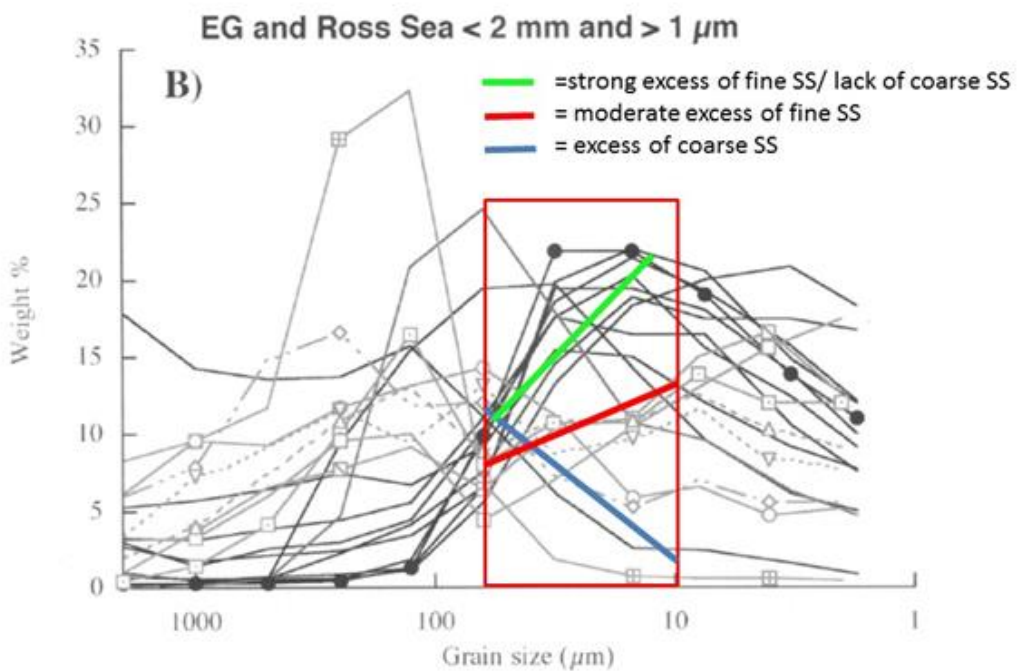 EG and Ross Sea < 2 mm and > 1 µm
35
B)
=strong excess of fine SS/ lack of coarse SS
= moderate excess of fine SS
= excess of coarse SS
30
25
20
Weight %
15
10
5
0
1000
100
10
1
Grain size (µm)